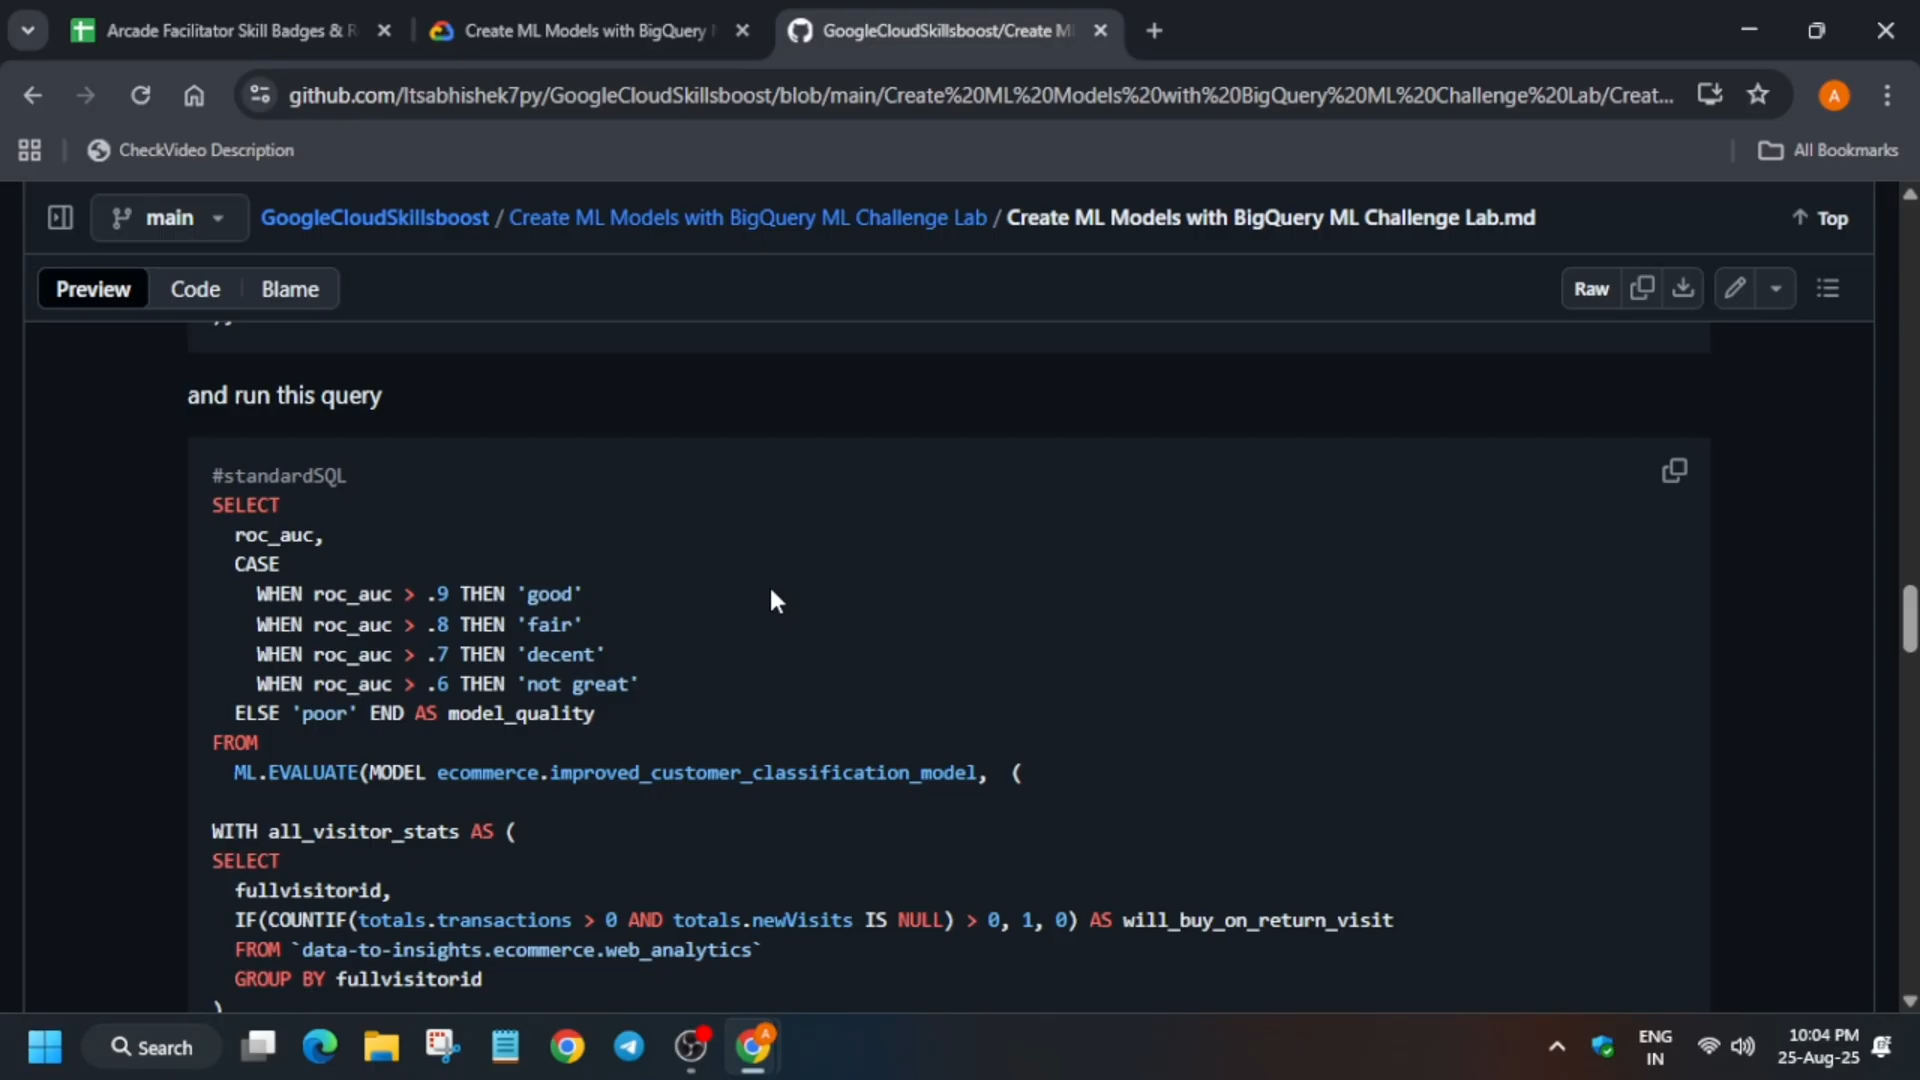 Arcade Facilitator Skill Badges & R
Create ML Models with BigQuery
GoogleCloudSkillsboost/Create M
github.com/Itsabhishek7py/GoogleCloudSkillsboost/blob/main/Create%20ML%20Models%20with%20BigQuery%20ML%20Challenge%20Lab/Creat...
A
CheckVideo Description
All Bookmarks
main
GoogleCloudSkillsboost / Create ML Models with BigQuery ML Challenge Lab / Create ML Models with BigQuery ML Challenge Lab.md
Top
Preview
Code
Blame
Raw
and run this query
#standardSQL
SELECT
roc_auc,
CASE
WHEN roc_auc > .9 THEN 'good'
WHEN roc_auc > .8 THEN 'fair'
WHEN roc_auc > .7 THEN 'decent'
WHEN roc_auc > .6 THEN 'not great'
ELSE 'poor' END AS model_quality
FROM
ML.EVALUATE(MODEL ecommerce.improved_customer_classification_model, (
WITH all_visitor_stats AS (
SELECT
fullvisitorid,
IF(COUNTIF(totals.transactions > 0 AND totals.newVisits IS NULL) > 0, 1, 0) AS will_buy_on_return_visit
FROM `data-to-insights.ecommerce.web_analytics`
GROUP BY fullvisitorid
)
Search
A
ENG
IN
10:04 PM
25-Aug-25